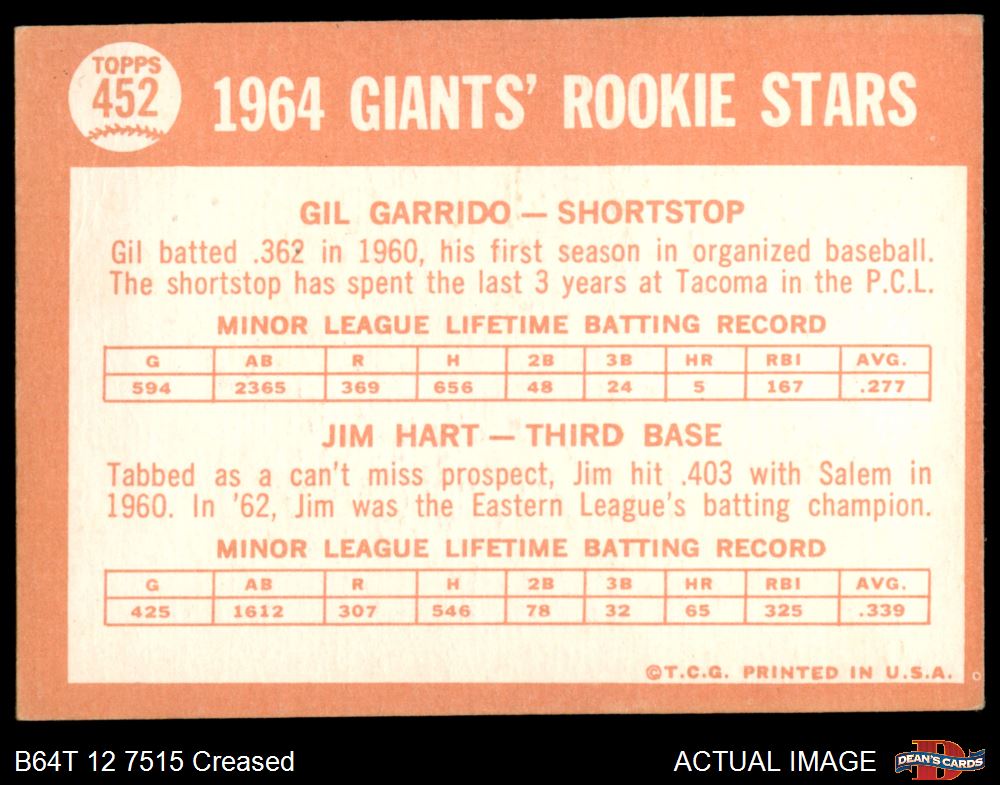 TOPPS
452
1964 GIANTS' ROOKIE STARS
GIL GARRIDO — SHORTSTOP
Gil batted .362 in 1960, his first season in organized baseball.
The shortstop has spent the last 3 years at Tacoma in the P.C.L.
MINOR LEAGUE LIFETIME BATTING RECORD
G AB R H 2B 3B HR RBI AVG.
594 2365 369 656 48 24 5 167 .277
JIM HART — THIRD BASE
Tabbed as a can't miss prospect, Jim hit .403 with Salem in
1960. In '62, Jim was the Eastern League's batting champion.
MINOR LEAGUE LIFETIME BATTING RECORD
G AB R H 2B 3B HR RBI AVG.
425 1612 307 546 78 32 65 325 .339
©T.C.G. PRINTED IN U.S.A.
B64T 12 7515 Creased
ACTUAL IMAGE
DEAN'S CARDS